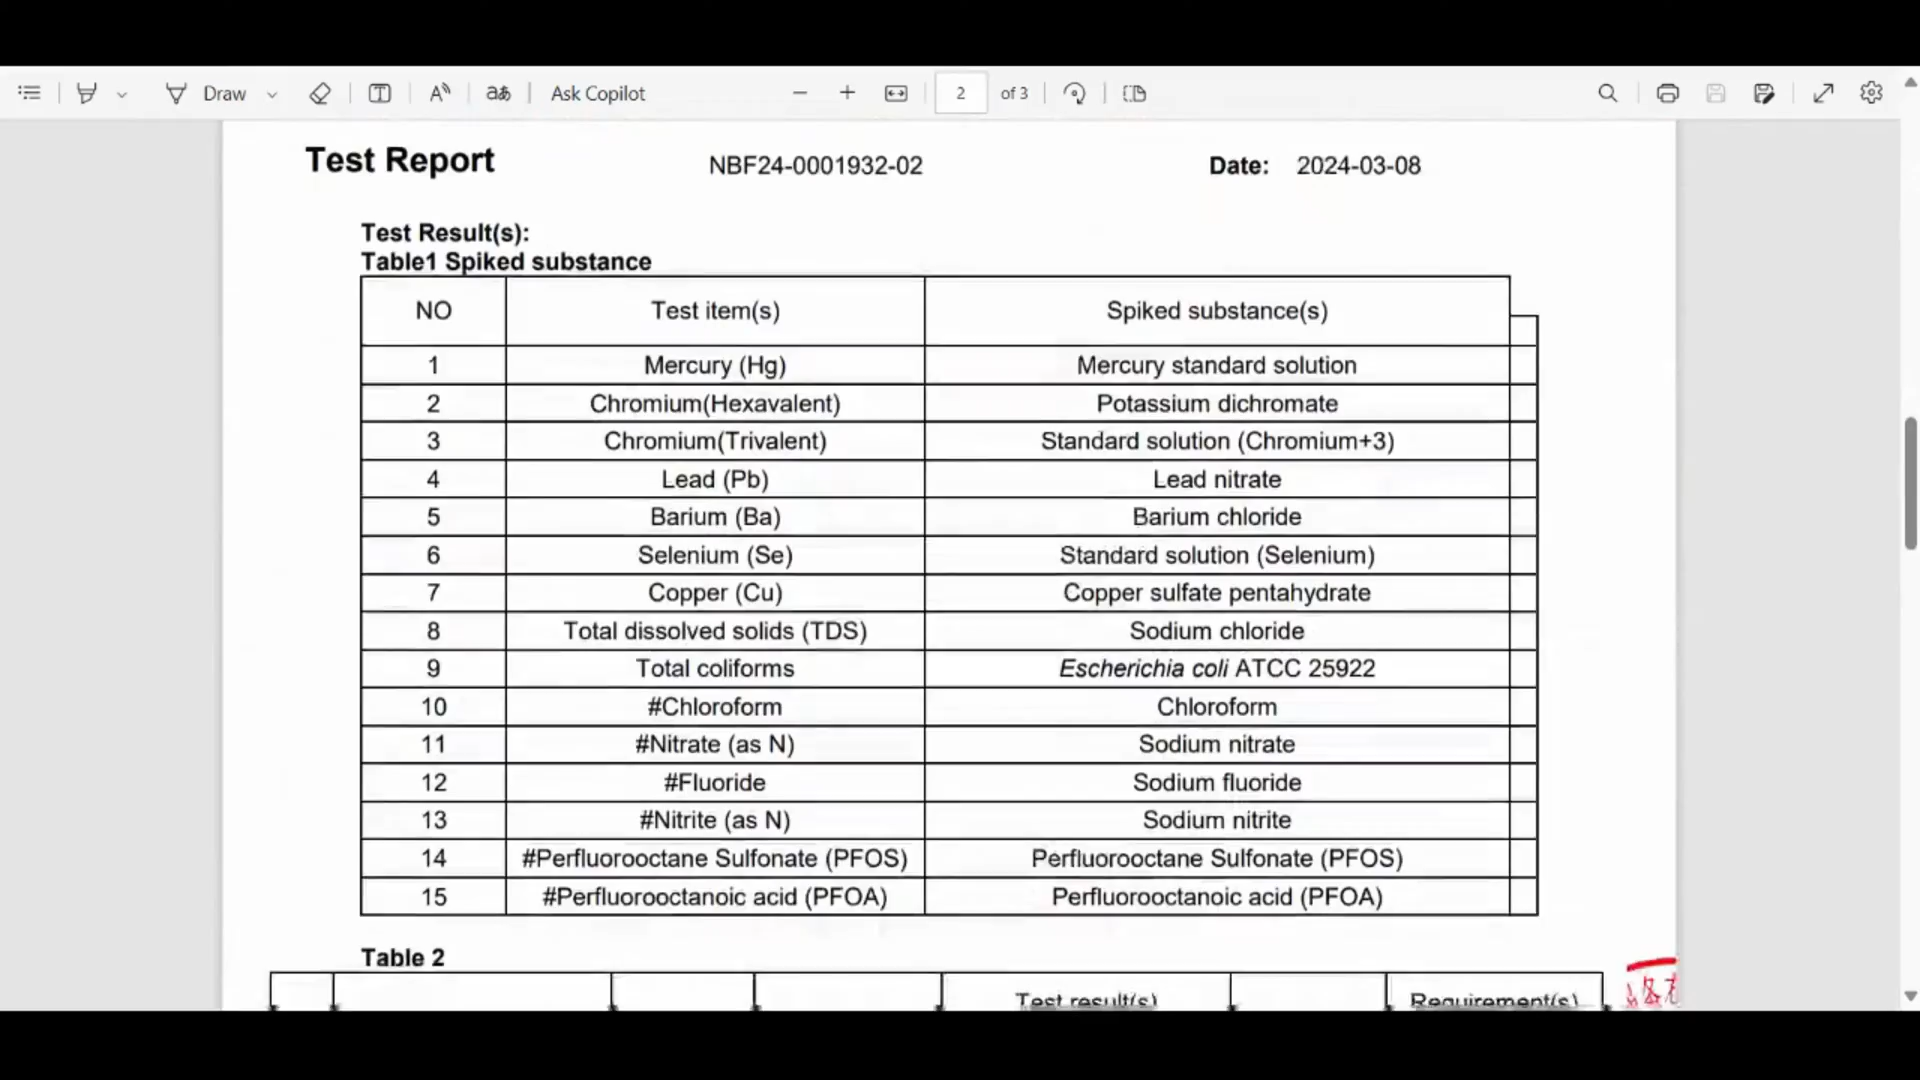 Draw Ask Copilot 2 of 3
Test Report NBF24-0001932-02 Date: 2024-03-08
Test Result(s):
Table1 Spiked substance
NO Test item(s) Spiked substance(s)
1 Mercury (Hg) Mercury standard solution
2 Chromium(Hexavalent) Potassium dichromate
3 Chromium(Trivalent) Standard solution (Chromium+3)
4 Lead (Pb) Lead nitrate
5 Barium (Ba) Barium chloride
6 Selenium (Se) Standard solution (Selenium)
7 Copper (Cu) Copper sulfate pentahydrate
8 Total dissolved solids (TDS) Sodium chloride
9 Total coliforms Escherichia coli ATCC 25922
10 #Chloroform Chloroform
11 #Nitrate (as N) Sodium nitrate
12 #Fluoride Sodium fluoride
13 #Nitrite (as N) Sodium nitrite
14 #Perfluorooctane Sulfonate (PFOS) Perfluorooctane Sulfonate (PFOS)
15 #Perfluorooctanoic acid (PFOA) Perfluorooctanoic acid (PFOA)
Table 2
Test result(s) Requirement(s)